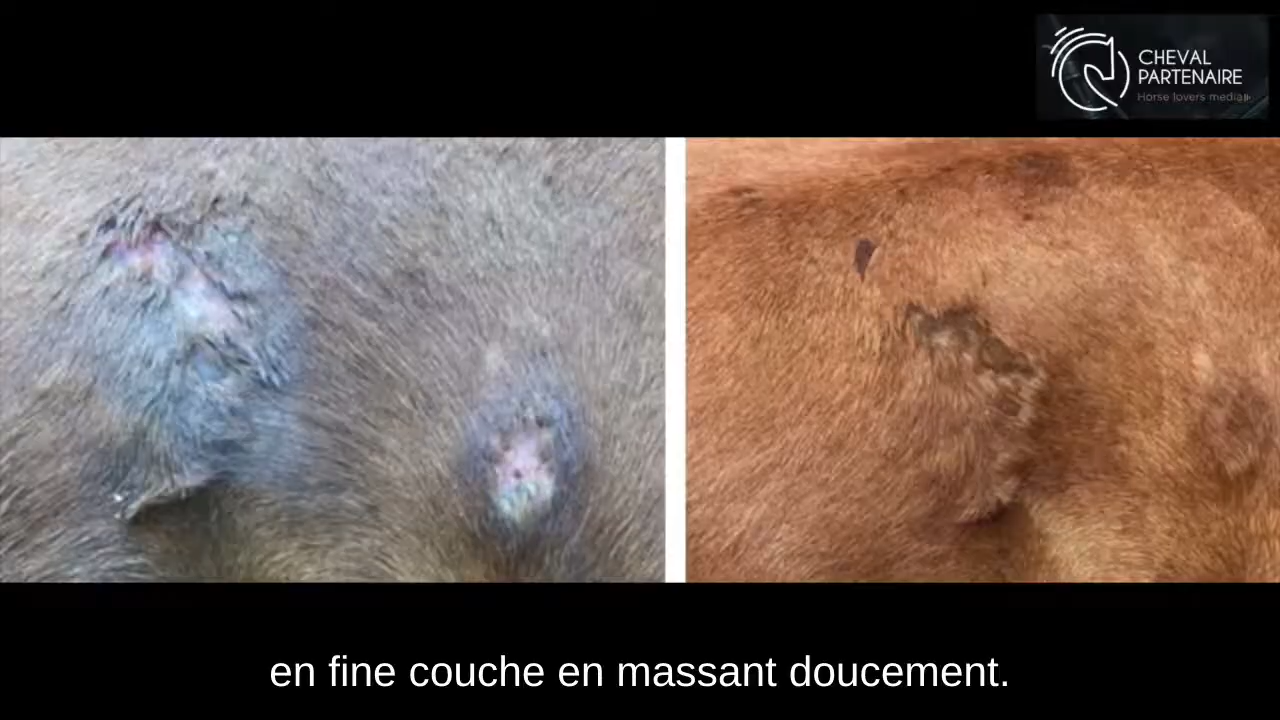 CHEVAL
PARTENAIRE
Horse lovers media
en fine couche en massant doucement.